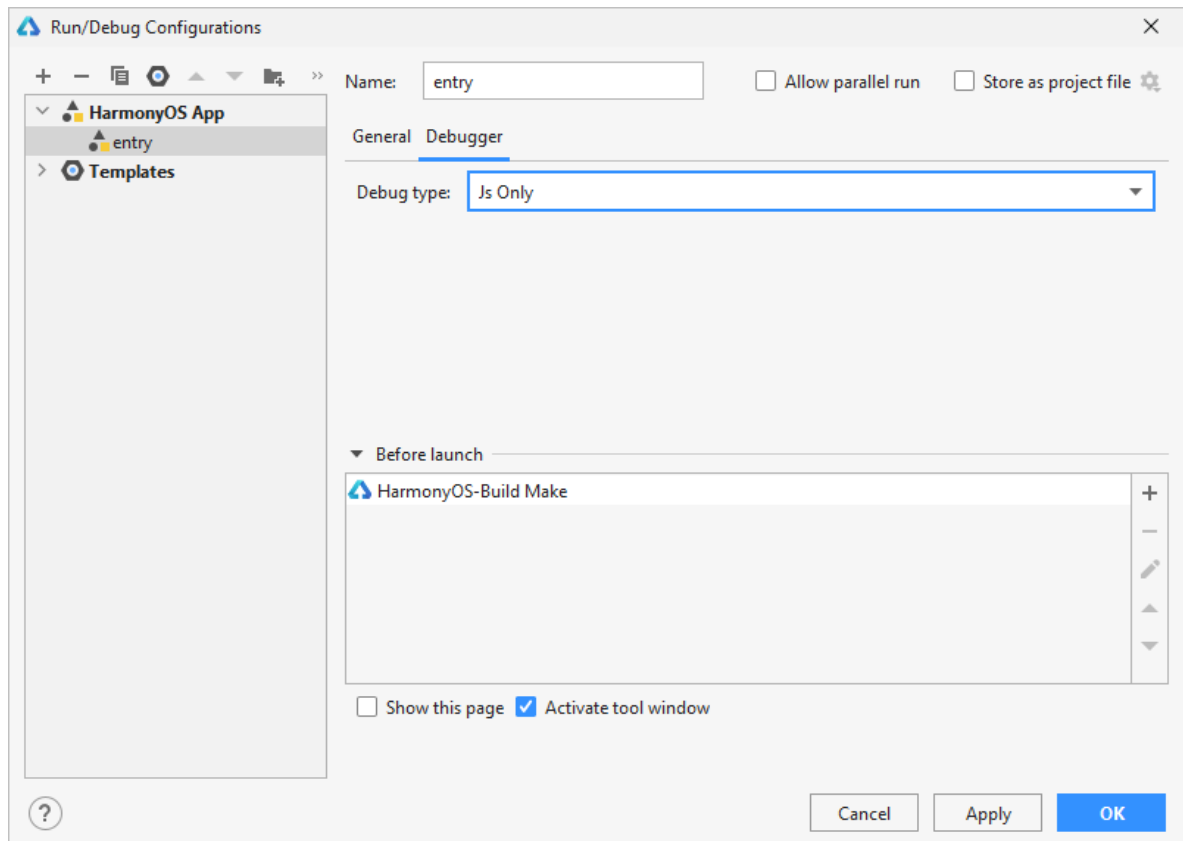 Run/Debug Configurations
Name: entry
Allow parallel run
Store as project file
HarmonyOS App
entry
Templates
General Debugger
Debug type: Js Only
Before launch
HarmonyOS-Build Make
Show this page
Activate tool window
? Cancel Apply OK